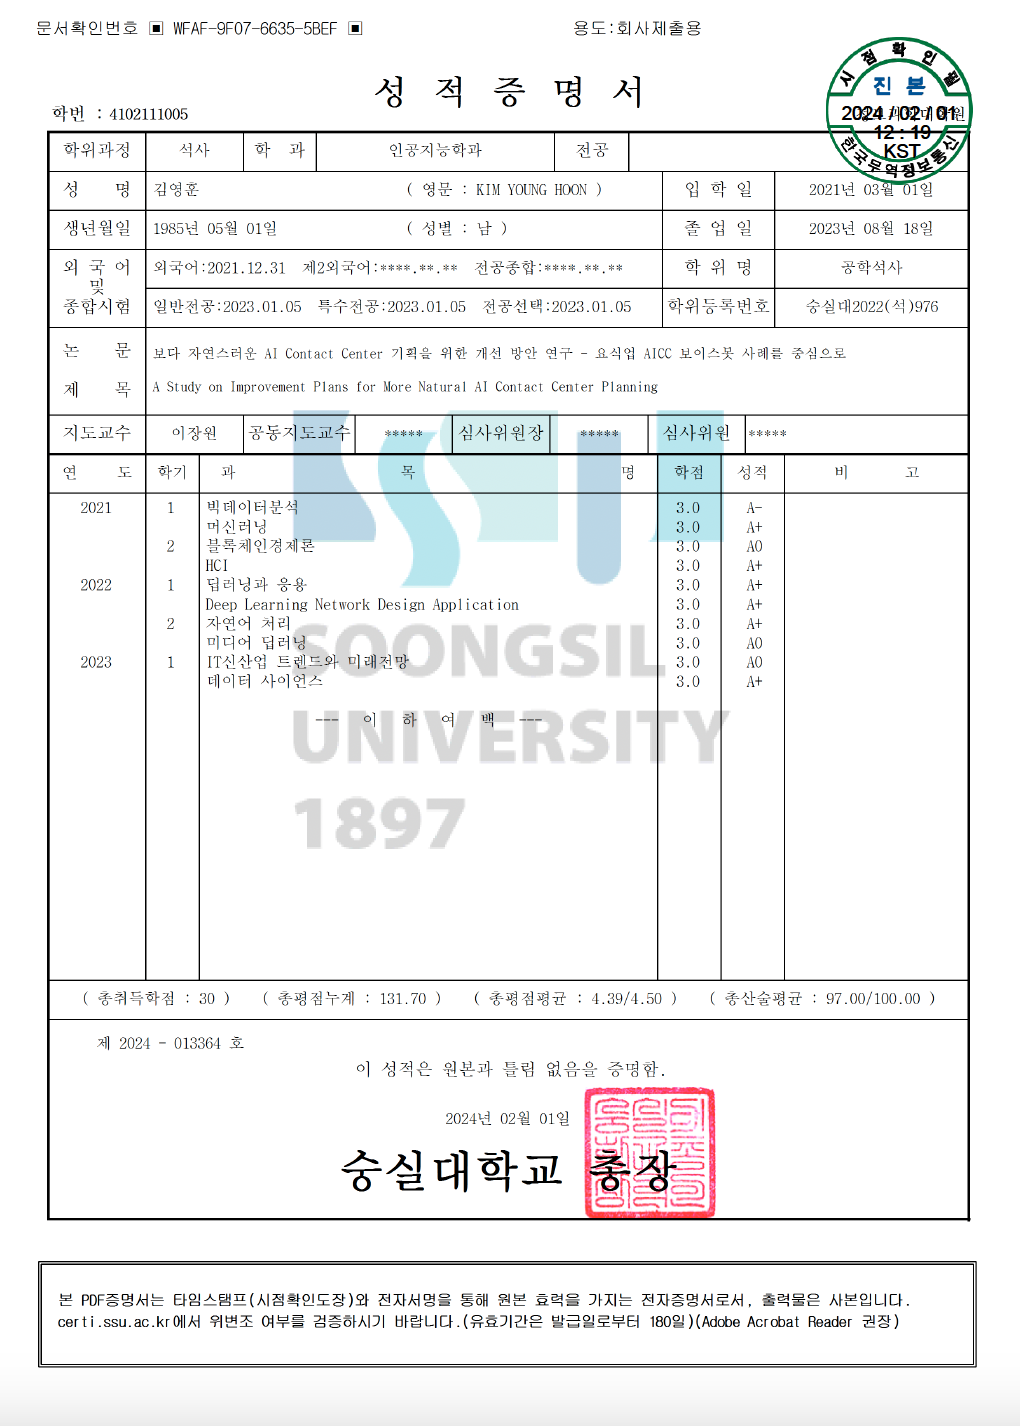 문서확인번호 ▣ WFAF-9F07-6635-5BEF ▣ 용도:회사제출용
시점확인필
진본
2024/02/01
12:19
KST
한국무역정보통신
성 적 증 명 서
학번 : 4102111005
학위과정 석사 학 과 인공지능학과 전공
성 명 김영훈 ( 영문 : KIM YOUNG HOON ) 입 학 일 2021년 03월 01일
생년월일 1985년 05월 01일 ( 성별 : 남 ) 졸 업 일 2023년 08월 18일
외 국 어 및 종합시험 외국어:2021.12.31 제2외국어:****.**.** 전공종합:****.**.** 학 위 명 공학석사
일반전공:2023.01.05 특수전공:2023.01.05 전공선택:2023.01.05 학위등록번호 숭실대2022(석)976
논 문 보다 자연스러운 AI Contact Center 기획을 위한 개선 방안 연구 - 요식업 AICC 보이스봇 사례를 중심으로
제 목 A Study on Improvement Plans for More Natural AI Contact Center Planning
지도교수 이장원 공동지도교수 ***** 심사위원장 ***** 심사위원 *****
연 도 학기 과 목 명 학점 성적 비 고
2021 1 빅데이터분석 3.0 A-
머신러닝 3.0 A+
2 블록체인경제론 3.0 A0
HCI 3.0 A+
2022 1 딥러닝과 응용 3.0 A+
Deep Learning Network Design Application 3.0 A+
2 자연어 처리 3.0 A+
미디어 딥러닝 3.0 A0
2023 1 IT신산업 트렌드와 미래전망 3.0 A0
데이터 사이언스 3.0 A+
--- 이 하 여 백 ---
SOONGSIL
UNIVERSITY
1897
( 총취득학점 : 30 ) ( 총평점누계 : 131.70 ) ( 총평점평균 : 4.39/4.50 ) ( 총산술평균 : 97.00/100.00 )
제 2024 - 013364 호
이 성적은 원본과 틀림 없음을 증명함.
2024년 02월 01일
숭실대학교 총장
본 PDF증명서는 타임스탬프(시점확인도장)와 전자서명을 통해 원본 효력을 가지는 전자증명서로서, 출력물은 사본입니다.
certi.ssu.ac.kr에서 위변조 여부를 검증하시기 바랍니다.(유효기간은 발급일로부터 180일)(Adobe Acrobat Reader 권장)